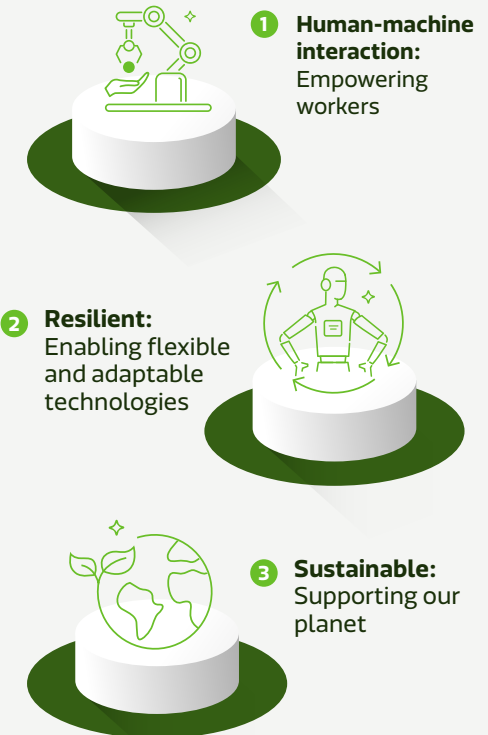 1 Human-machine
interaction:
Empowering
workers
2 Resilient:
Enabling flexible
and adaptable
technologies
3 Sustainable:
Supporting our
planet